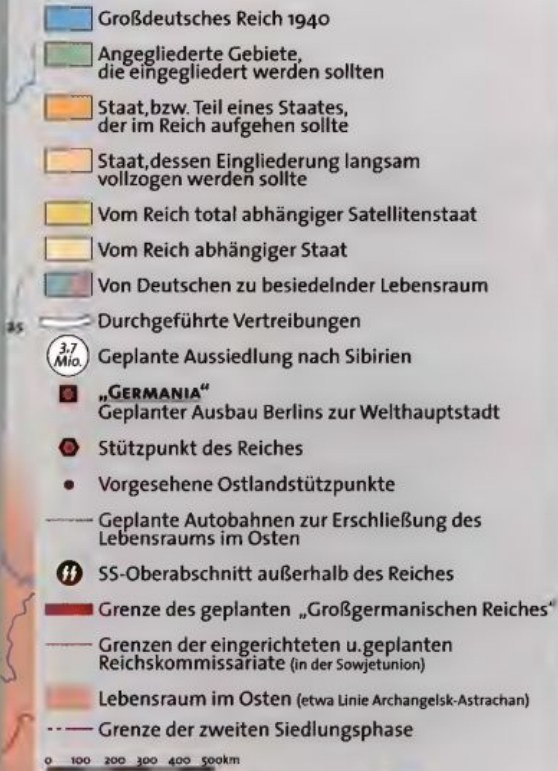 Großdeutsches Reich 1940
Angegliederte Gebiete,
die eingegliedert werden sollten
Staat,bzw. Teil eines Staates,
der im Reich aufgehen sollte
Staat,dessen Eingliederung langsam
vollzogen werden sollte
Vom Reich total abhängiger Satellitenstaat
Vom Reich abhängiger Staat
Von Deutschen zu besiedelnder Lebensraum
as
Durchgeführte Vertreibungen
3,7
Mio.
Geplante Aussiedlung nach Sibirien
„GERMANIA“
Geplanter Ausbau Berlins zur Welthauptstadt
Stützpunkt des Reiches
Vorgesehene Ostlandstützpunkte
Geplante Autobahnen zur Erschließung des
Lebensraums im Osten
SS-Oberabschnitt außerhalb des Reiches
Grenze des geplanten „Großgermanischen Reiches“
Grenzen der eingerichteten u.geplanten
Reichskommissariate (in der Sowjetunion)
Lebensraum im Osten (etwa Linie Archangelsk-Astrachan)
Grenze der zweiten Siedlungsphase
0 100 200 300 400 500km